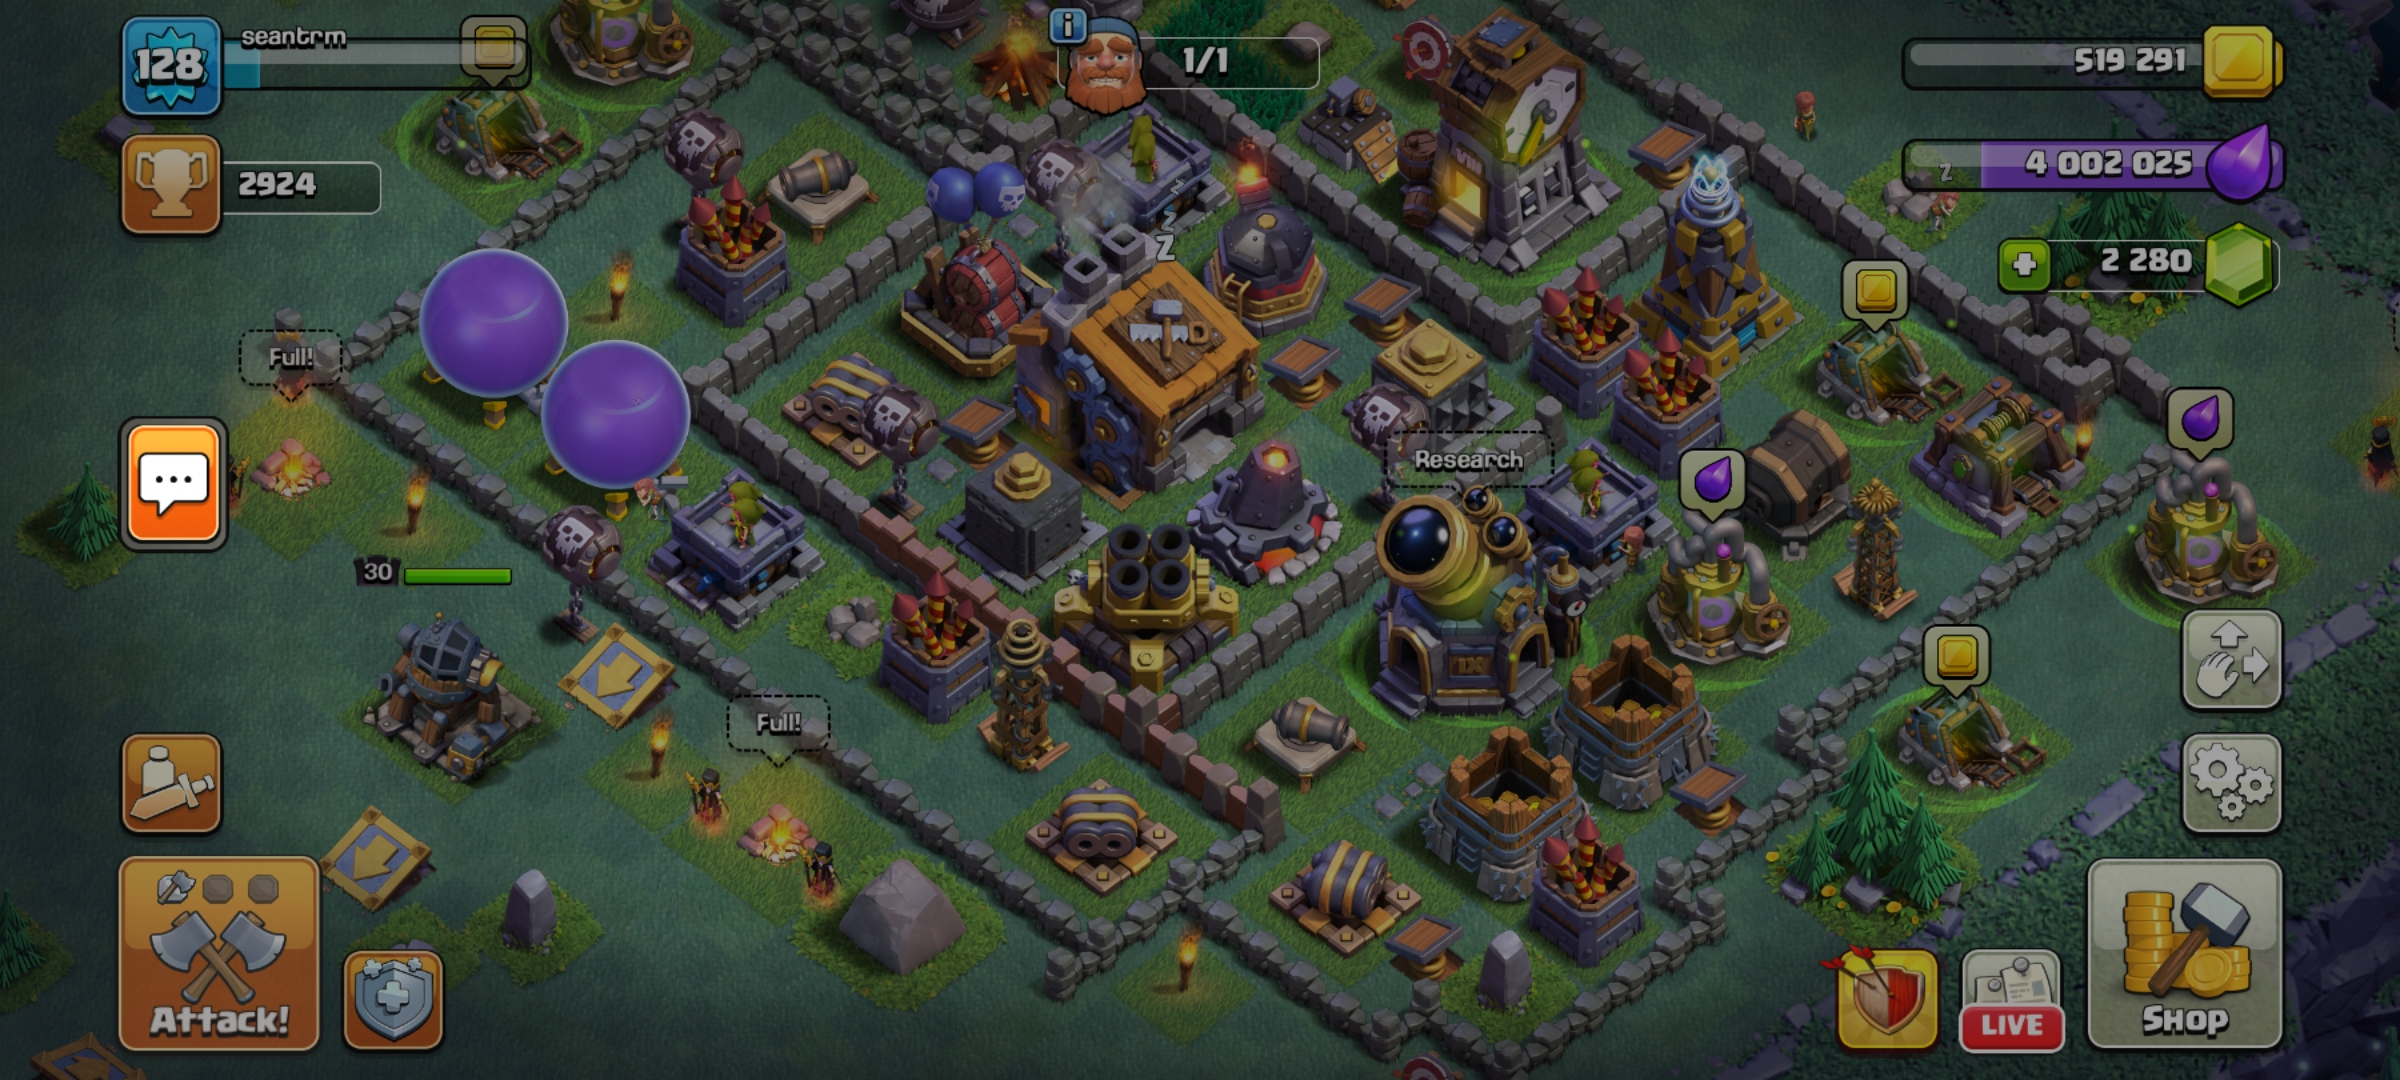 128
seantrm
1/1
519 291
2924
4 002 025
z
2 280
z
z
Z
Full!
Research
30
Full!
IX
Attack!
LIVE
SHOP